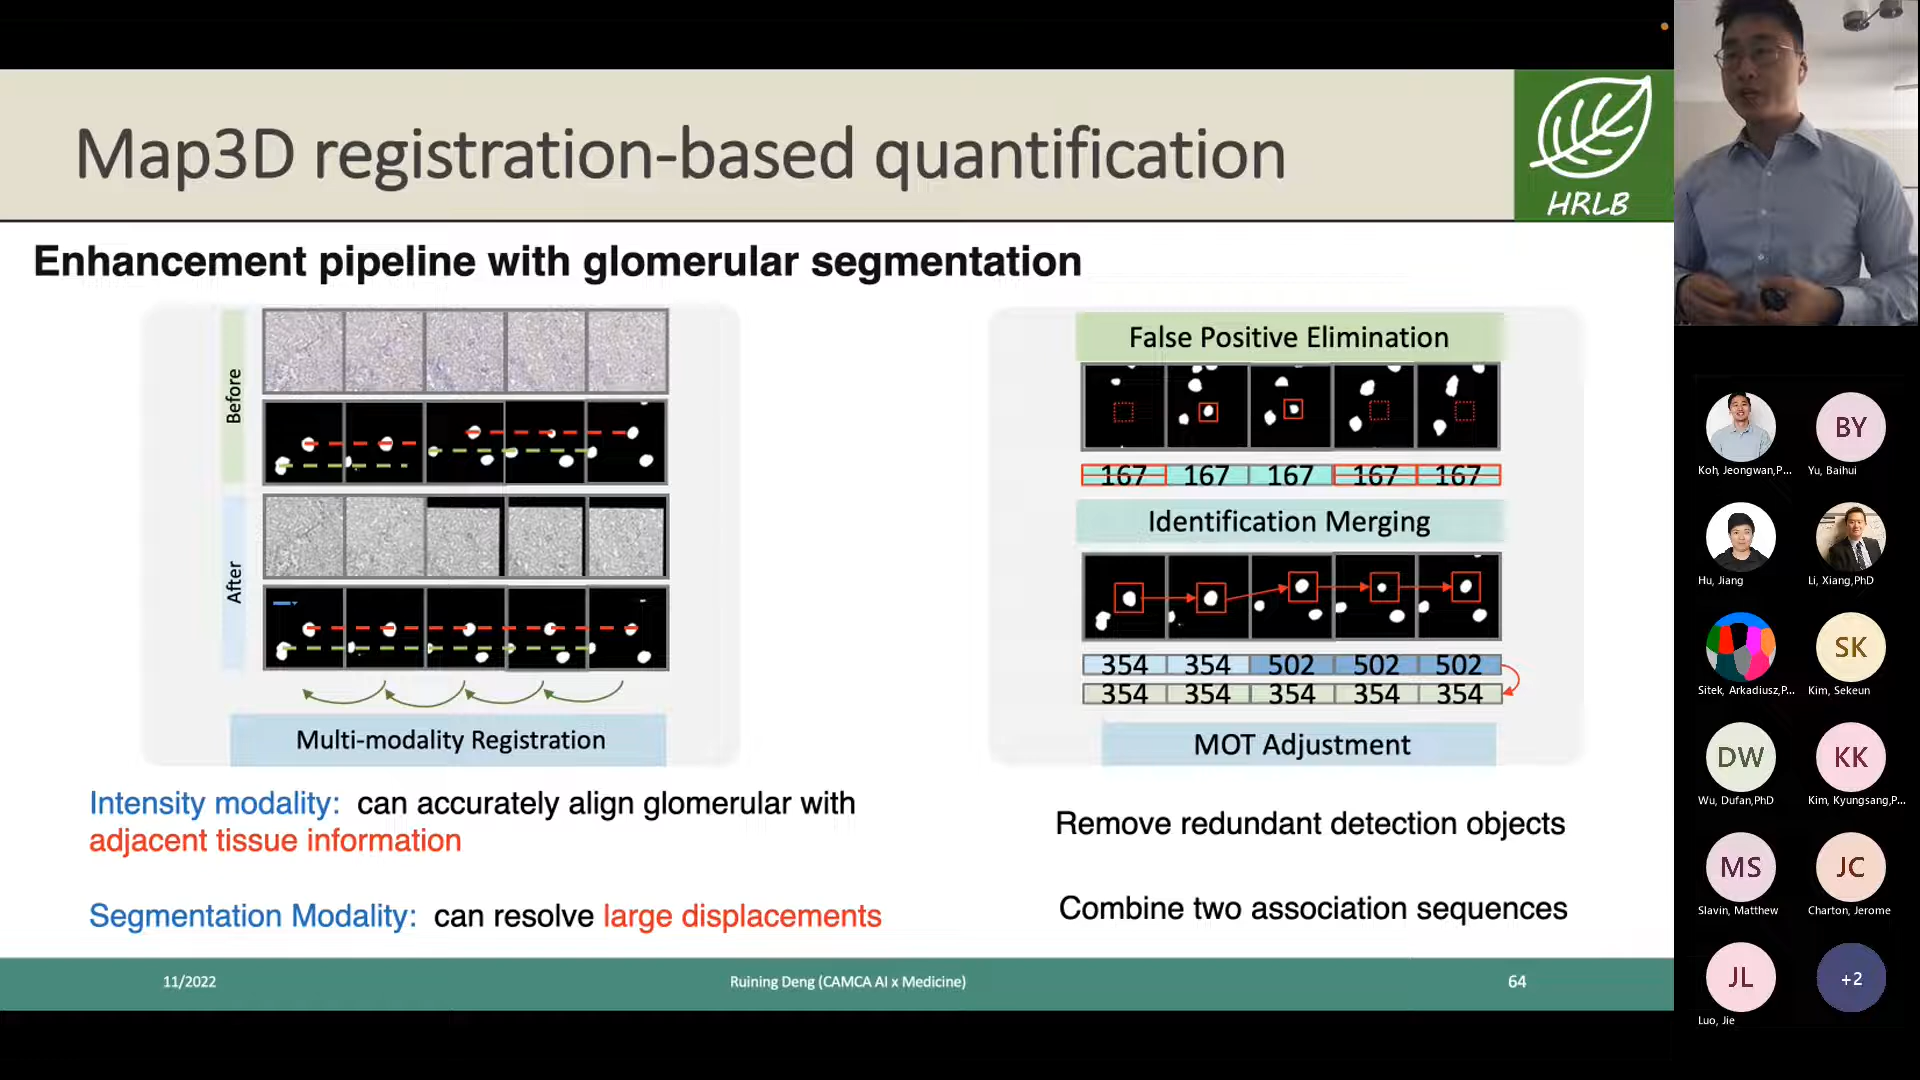 Map3D registration-based quantification
HRLB
Enhancement pipeline with glomerular segmentation
Before
After
Multi-modality Registration
Intensity modality: can accurately align glomerular with
adjacent tissue information
Segmentation Modality: can resolve large displacements
False Positive Elimination
167 167 167 167 167
Identification Merging
354 354 502 502 502
354 354 354 354 354
MOT Adjustment
Remove redundant detection objects
Combine two association sequences
11/2022
Ruining Deng (CAMCA AI x Medicine)
64
Koh, Jeongwan,P...
BY
Yu, Baihui
Hu, Jiang
Li, Xiang,PhD
Sitek, Arkadiusz,P...
SK
Kim, Sekeun
DW
Wu, Dufan,PhD
KK
Kim, Kyungsang,P...
MS
Slavin, Matthew
JC
Charton, Jerome
JL
Luo, Jie
+2